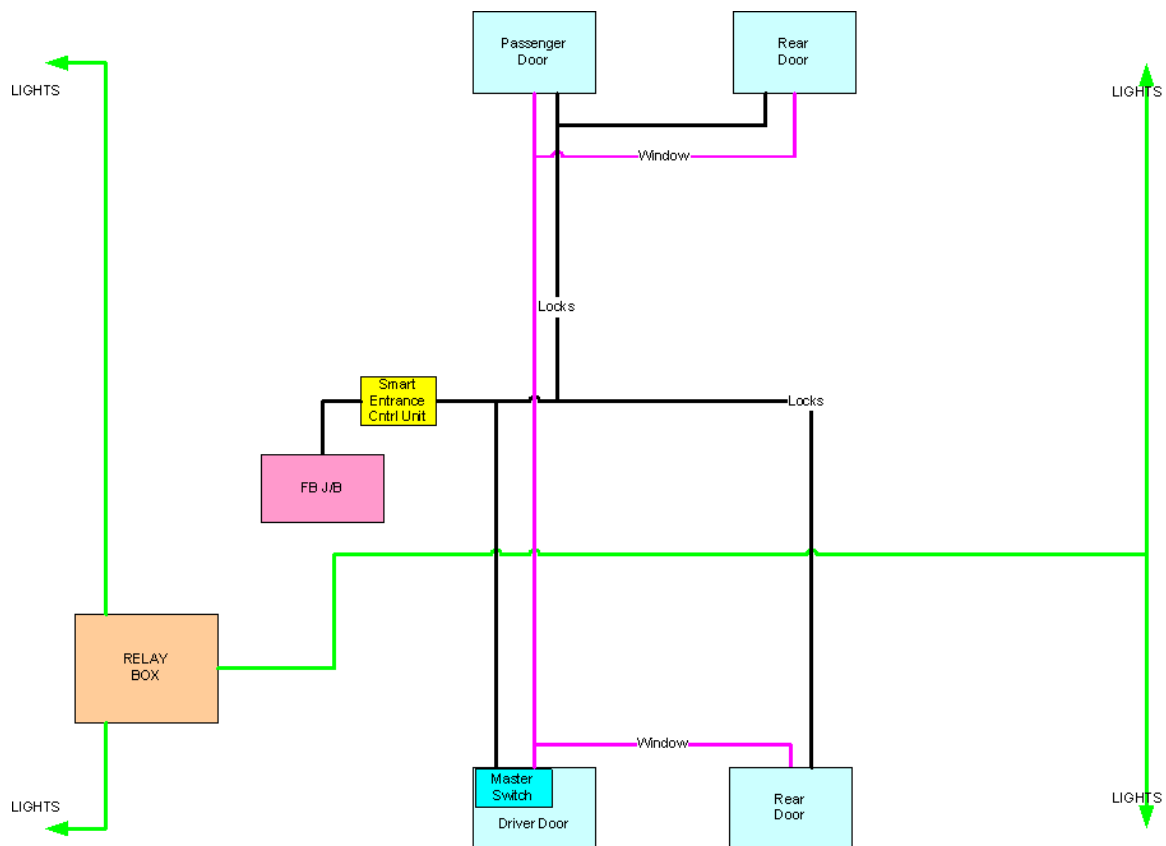 Passenger
Door
Rear
Door
LIGHTS
LIGHTS
Window
Locks
Smart
Entrance
Cntrl Unit
Locks
FB J/B
RELAY
BOX
Window
Master
Switch
Driver Door
Rear
Door
LIGHTS
LIGHTS